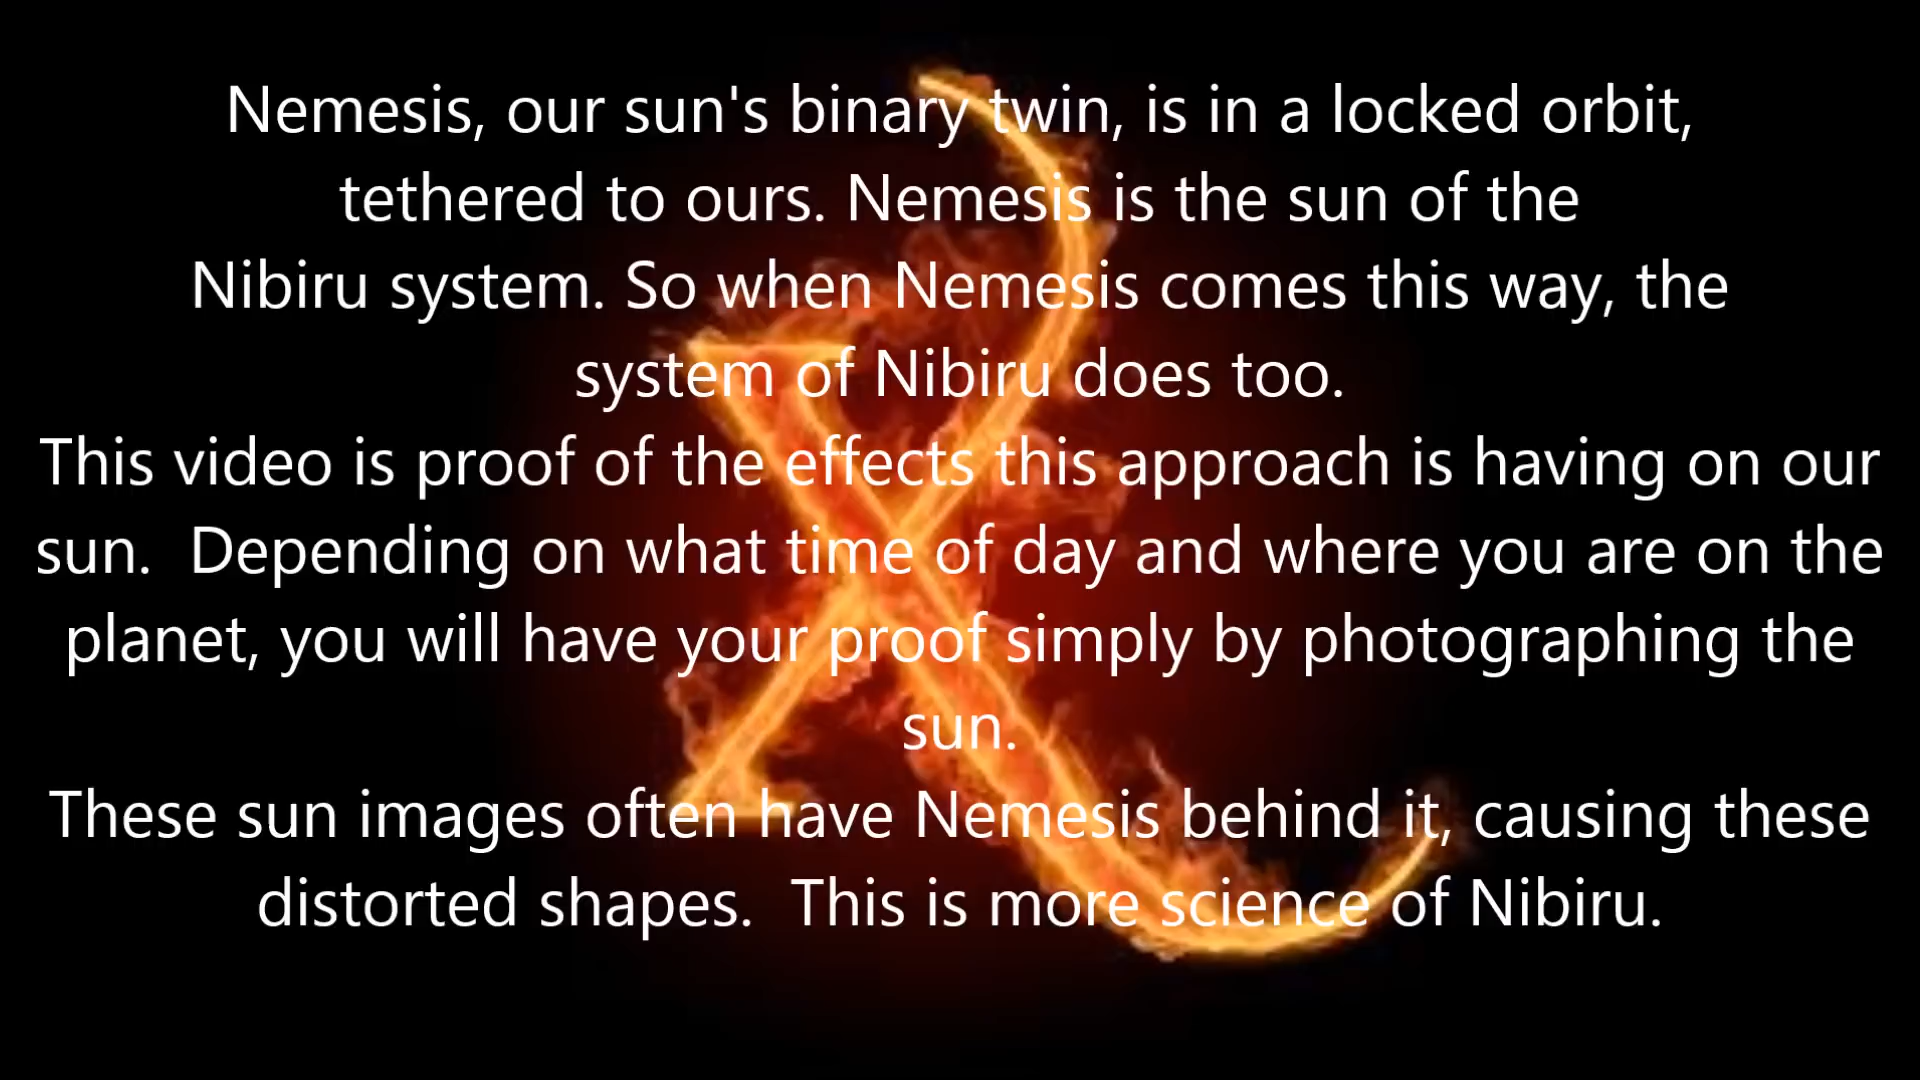 Nemesis, our sun's binary twin, is in a locked orbit,
tethered to ours. Nemesis is the sun of the
Nibiru system. So when Nemesis comes this way, the
system of Nibiru does too.
This video is proof of the effects this approach is having on our
sun.  Depending on what time of day and where you are on the
planet, you will have your proof simply by photographing the
sun.
These sun images often have Nemesis behind it, causing these
distorted shapes.  This is more science of Nibiru.